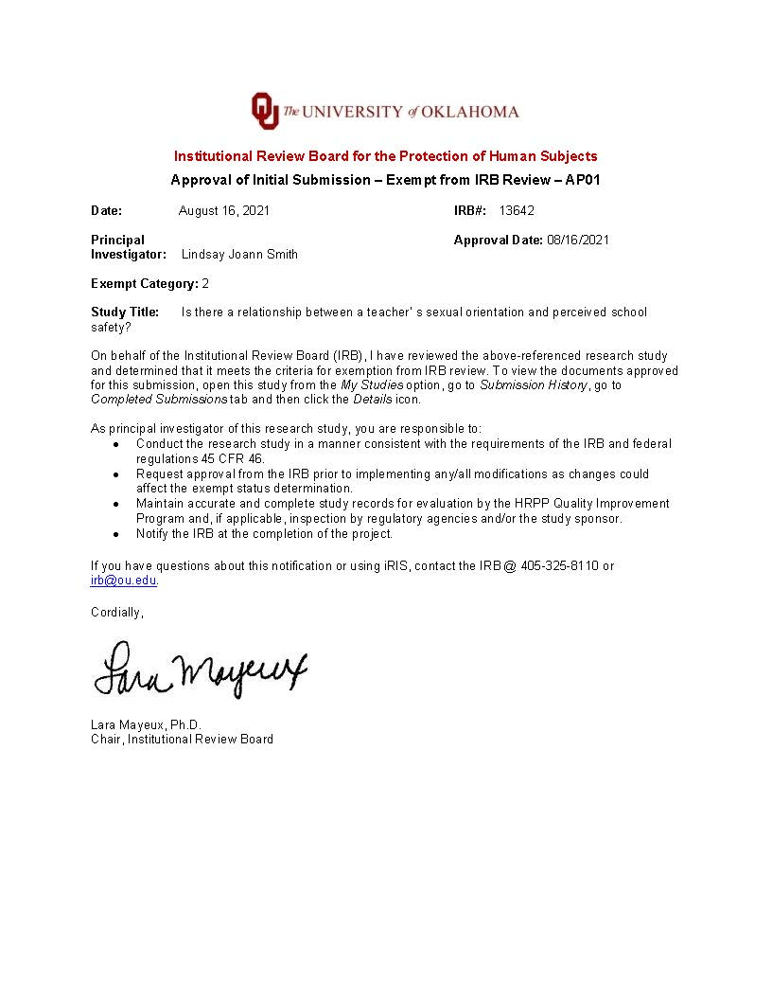 OU The UNIVERSITY of OKLAHOMA
Institutional Review Board for the Protection of Human Subjects
Approval of Initial Submission – Exempt from IRB Review – AP01
Date: August 16, 2021 IRB#: 13642
Principal Approval Date: 08/16/2021
Investigator: Lindsay Joann Smith
Exempt Category: 2
Study Title: Is there a relationship between a teacher' s sexual orientation and perceived school
safety?
On behalf of the Institutional Review Board (IRB), I have reviewed the above-referenced research study
and determined that it meets the criteria for exemption from IRB review. To view the documents approved
for this submission, open this study from the My Studies option, go to Submission History, go to
Completed Submissions tab and then click the Details icon.
As principal investigator of this research study, you are responsible to:
• Conduct the research study in a manner consistent with the requirements of the IRB and federal
regulations 45 CFR 46.
• Request approval from the IRB prior to implementing any/all modifications as changes could
affect the exempt status determination.
• Maintain accurate and complete study records for evaluation by the HRPP Quality Improvement
Program and, if applicable, inspection by regulatory agencies and/or the study sponsor.
• Notify the IRB at the completion of the project.
If you have questions about this notification or using iRIS, contact the IRB @ 405-325-8110 or
irb@ou.edu.
Cordially,
Lara Mayeux
Lara Mayeux, Ph.D.
Chair, Institutional Review Board